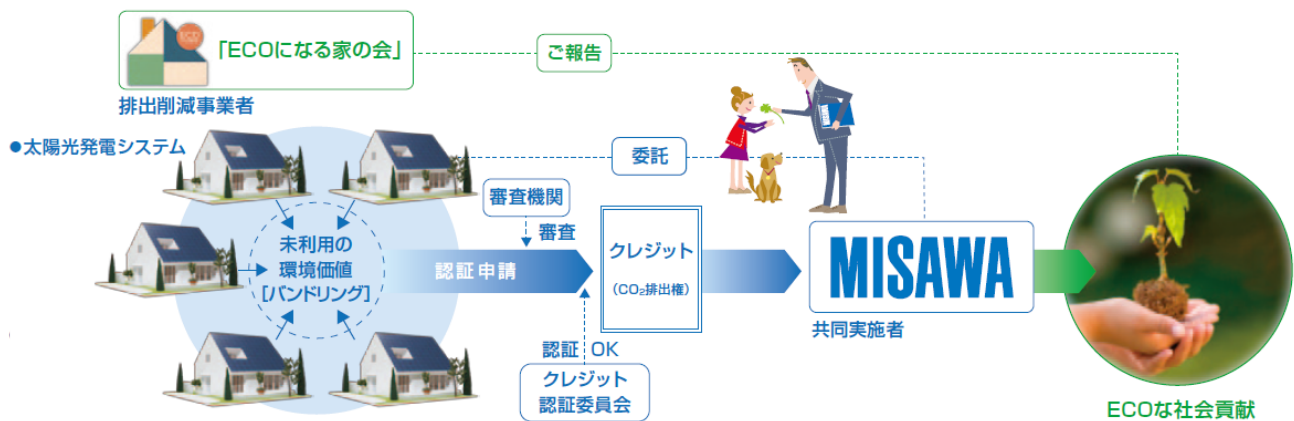 ECO
「ECOになる家の会」
ご報告
排出削減事業者
●太陽光発電システム
委託
審査機関
審査
未利用の
環境価値
[バンドリング]
認証申請
クレジット
（CO₂排出権）
MISAWA
共同実施者
認証 OK
クレジット
認証委員会
ECOな社会貢献